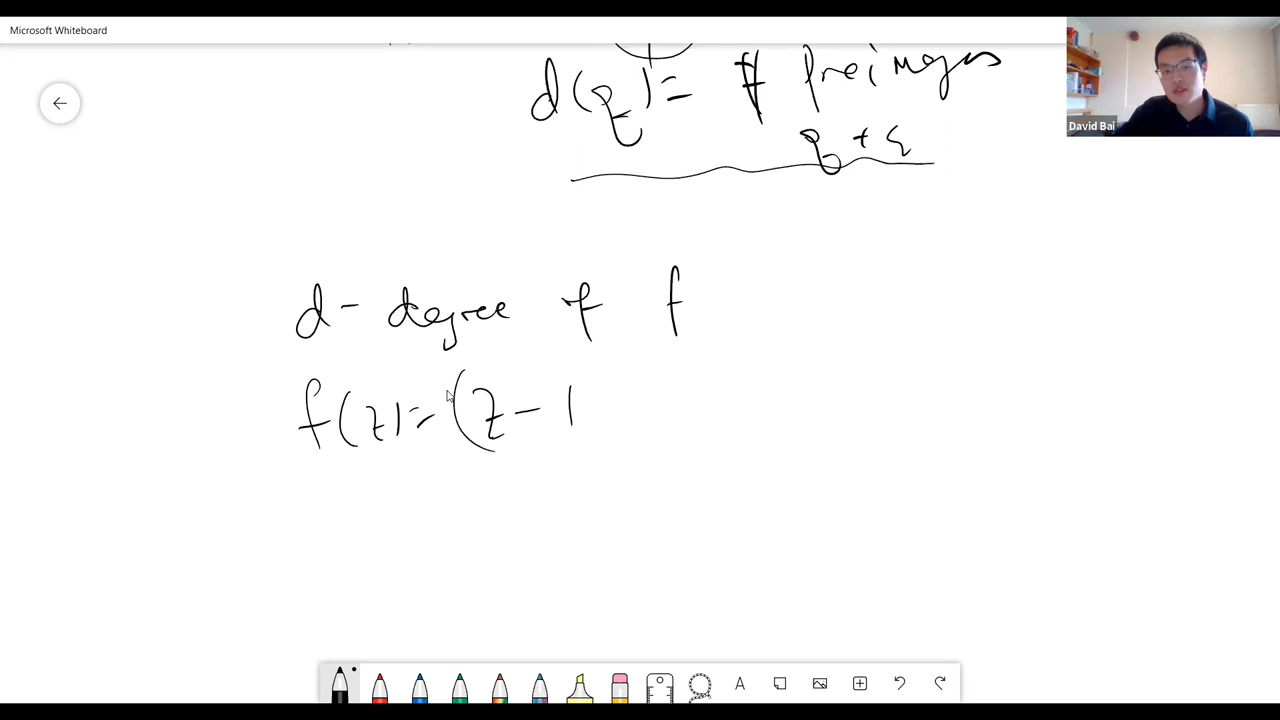 Microsoft Whiteboard
d(q) = # preimages
q + ε
d - degree of f
f(z) = (z - 1
David Bai
A